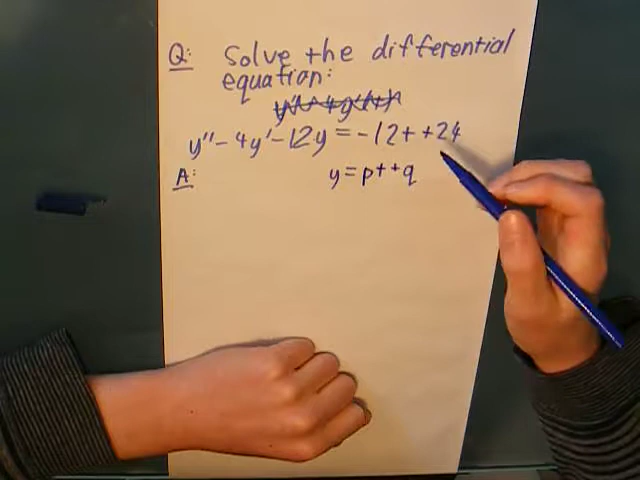 Q: Solve the differential
equation:
y'' - 4y' - 12y = -12t + 24
A: y = pt + q